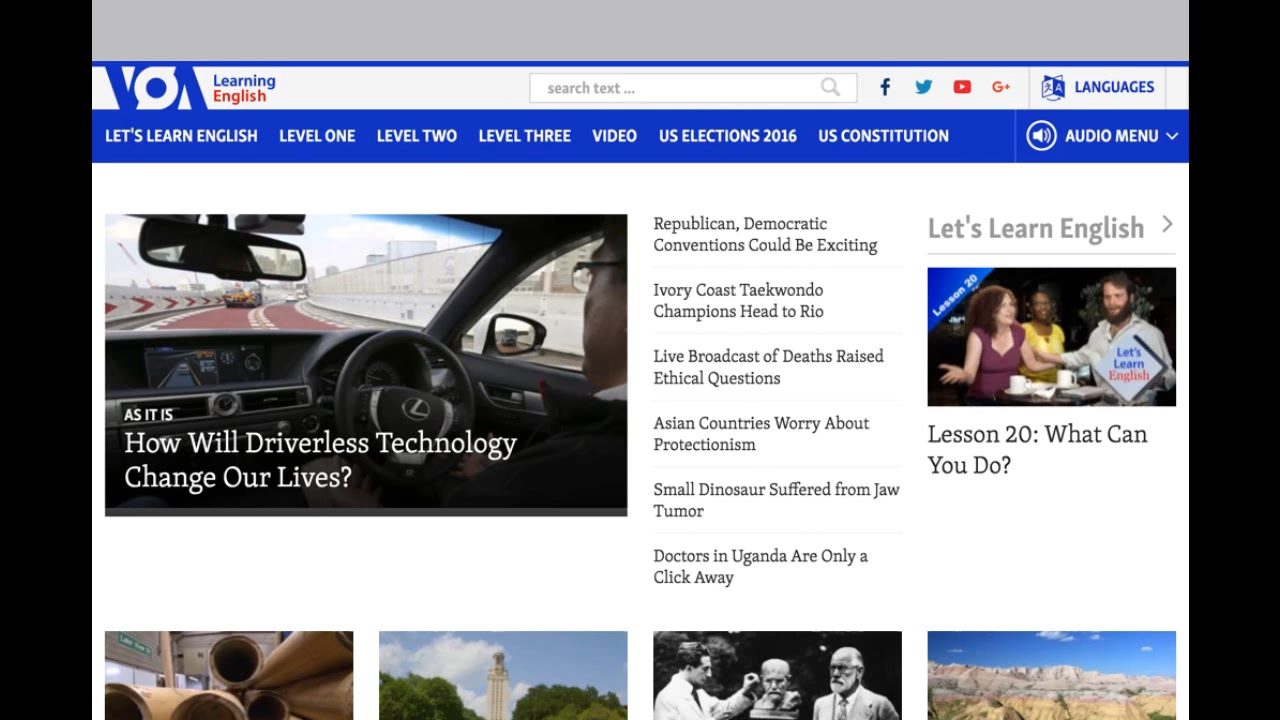 VOA Learning
English
search text ...
G+
LANGUAGES
LET'S LEARN ENGLISH
LEVEL ONE
LEVEL TWO
LEVEL THREE
VIDEO
US ELECTIONS 2016
US CONSTITUTION
AUDIO MENU
AS IT IS
How Will Driverless Technology
Change Our Lives?
Republican, Democratic
Conventions Could Be Exciting
Ivory Coast Taekwondo
Champions Head to Rio
Live Broadcast of Deaths Raised
Ethical Questions
Asian Countries Worry About
Protectionism
Small Dinosaur Suffered from Jaw
Tumor
Doctors in Uganda Are Only a
Click Away
Let's Learn English
Lesson 20
Let's
Learn
English
Lesson 20: What Can
You Do?